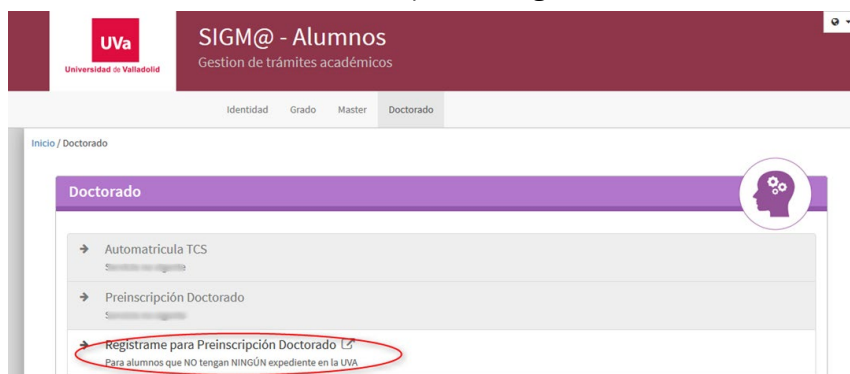 UVa
Universidad de Valladolid
SIGM@ - Alumnos
Gestion de trámites académicos
Identidad Grado Master Doctorado
Inicio / Doctorado
Doctorado
Automatricula TCS
Preinscripción Doctorado
Registrame para Preinscripción Doctorado
Para alumnos que NO tengan NINGÚN expediente en la UVA